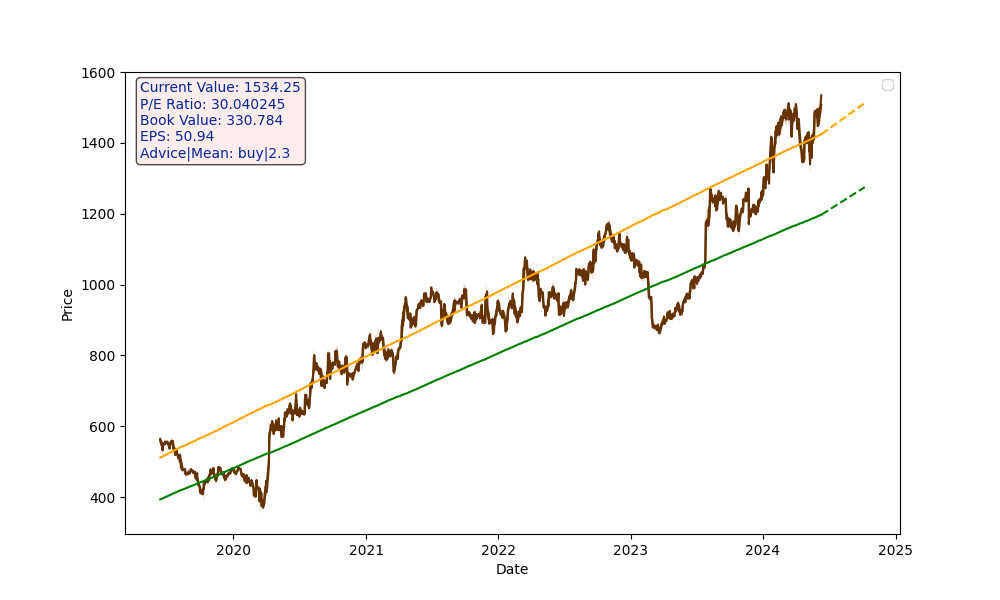 Current Value: 1534.25
P/E Ratio: 30.040245
Book Value: 330.784
EPS: 50.94
Advice|Mean: buy|2.3
1600
1400
1200
1000
800
600
400
Price
2020 2021 2022 2023 2024 2025
Date